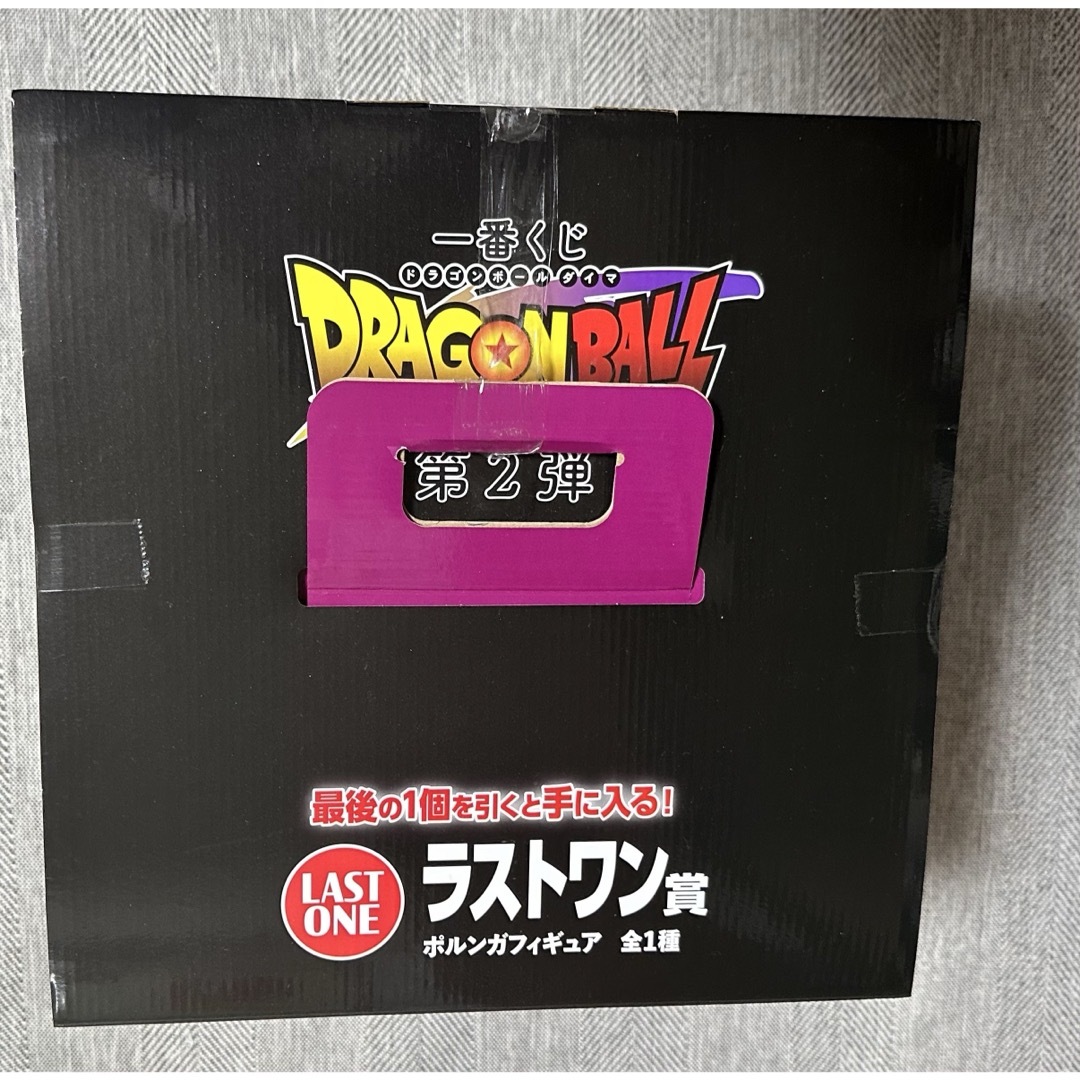 一番くじ
ドラゴンボールダイマ
DRAGON BALL
第2弾
最後の1個を引くと手に入る！
LAST
ONE
ラストワン賞
ポルンガフィギュア 全1種